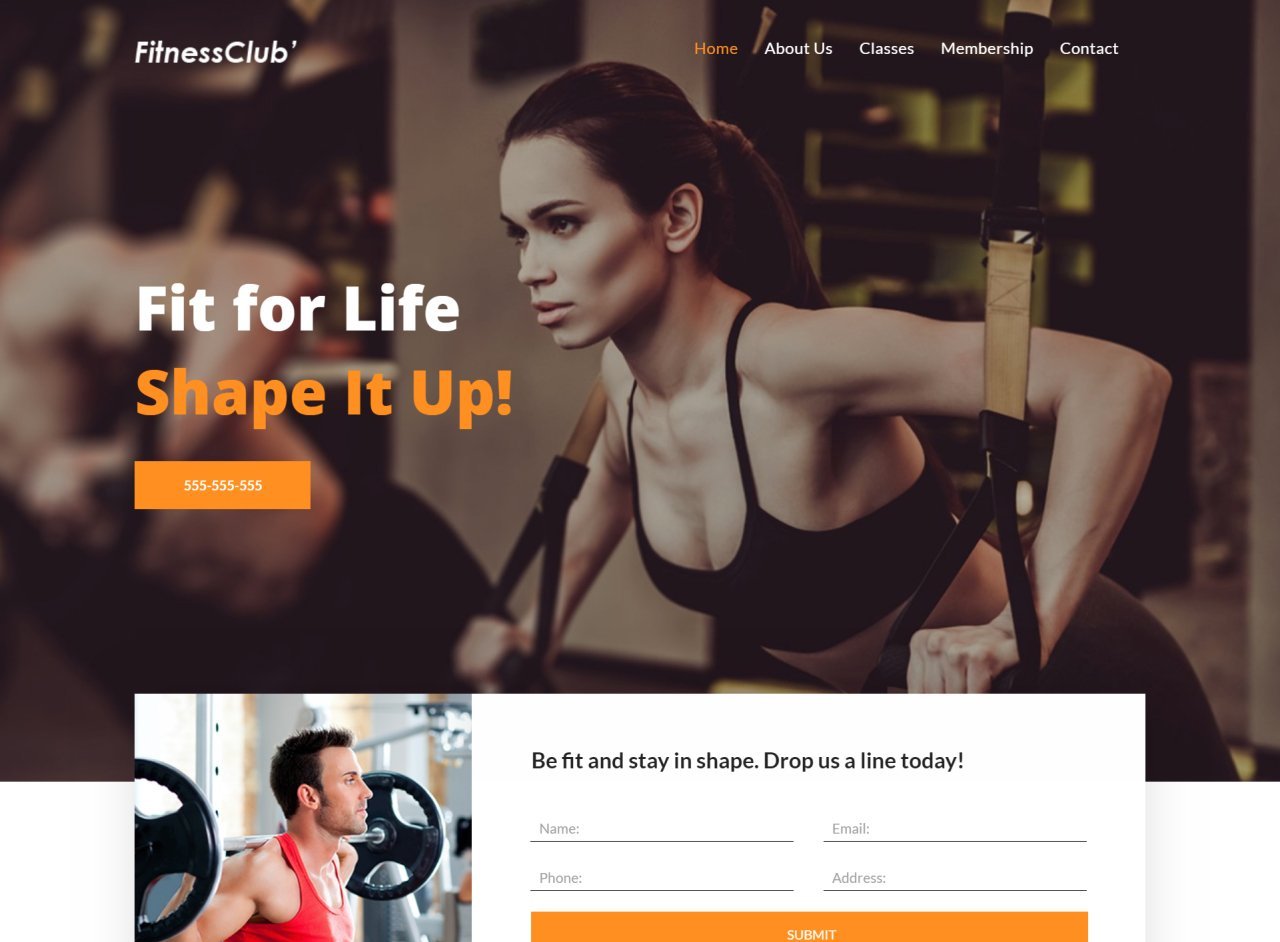 FitnessClub’
Home About Us Classes Membership Contact
Fit for Life
Shape It Up!
555-555-555
Be fit and stay in shape. Drop us a line today!
Name: Email:
Phone: Address:
SUBMIT